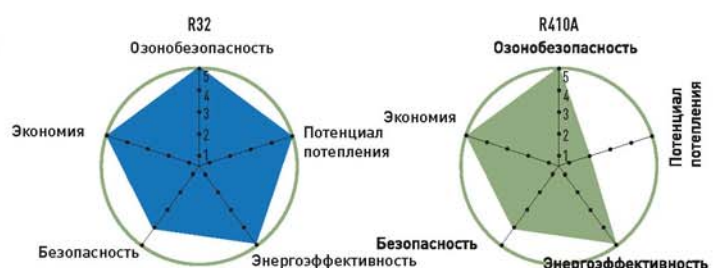 R32
Озонобезопасность
5
4
3
2
1
Экономия
Потенциал
потепления
Безопасность
Энергоэффективность
R410A
Озонобезопасность
5
4
3
2
1
Экономия
Потенциал
потепления
Безопасность
Энергоэффективность